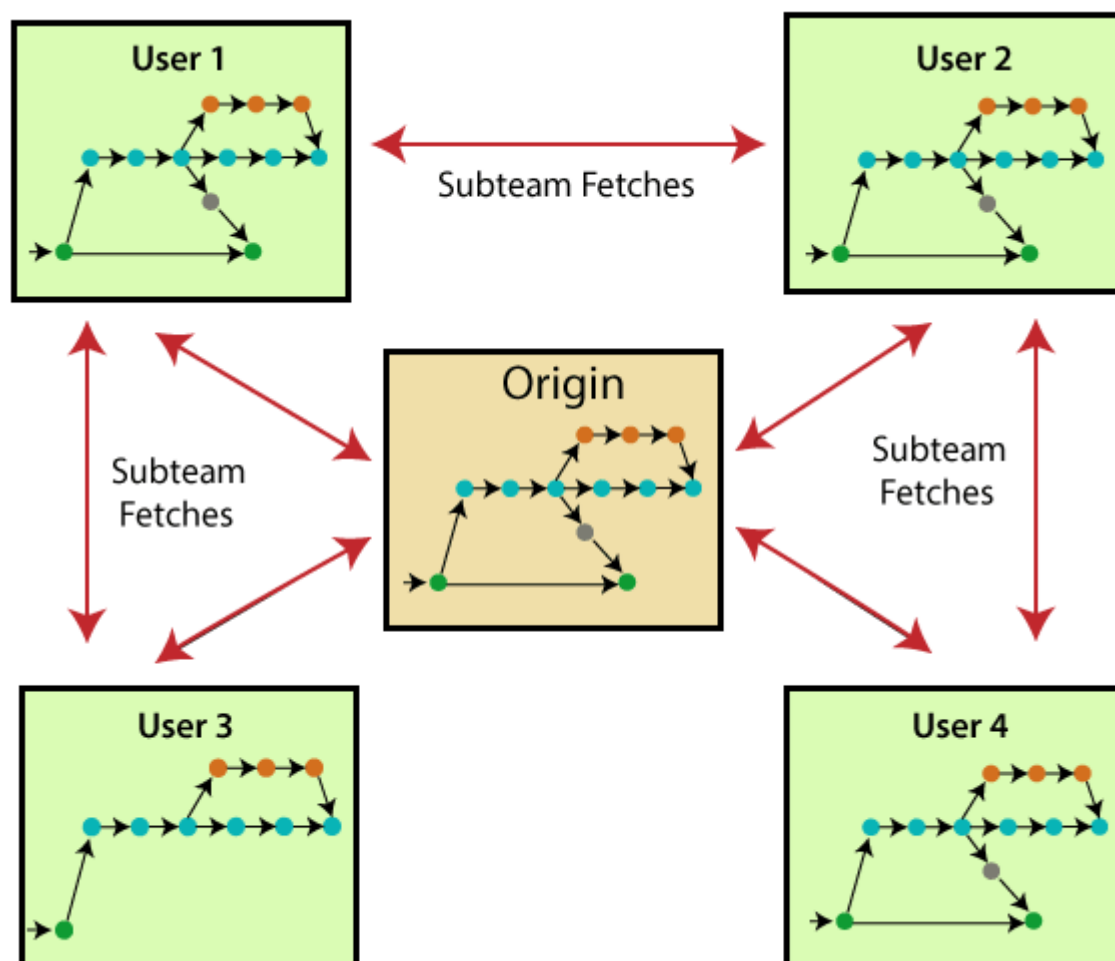 User 1
User 2
Subteam Fetches
Origin
Subteam
Fetches
Subteam
Fetches
User 3
User 4